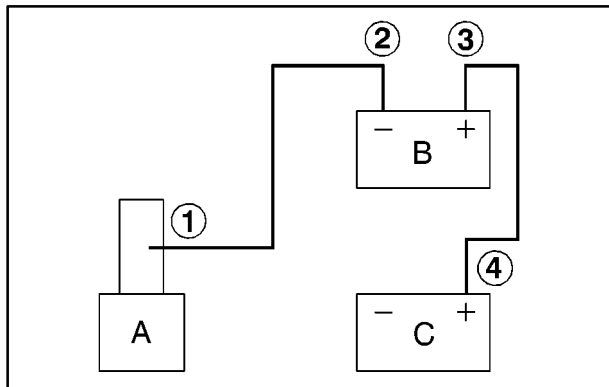 ② ③
− +
B
①
④
− +
A C